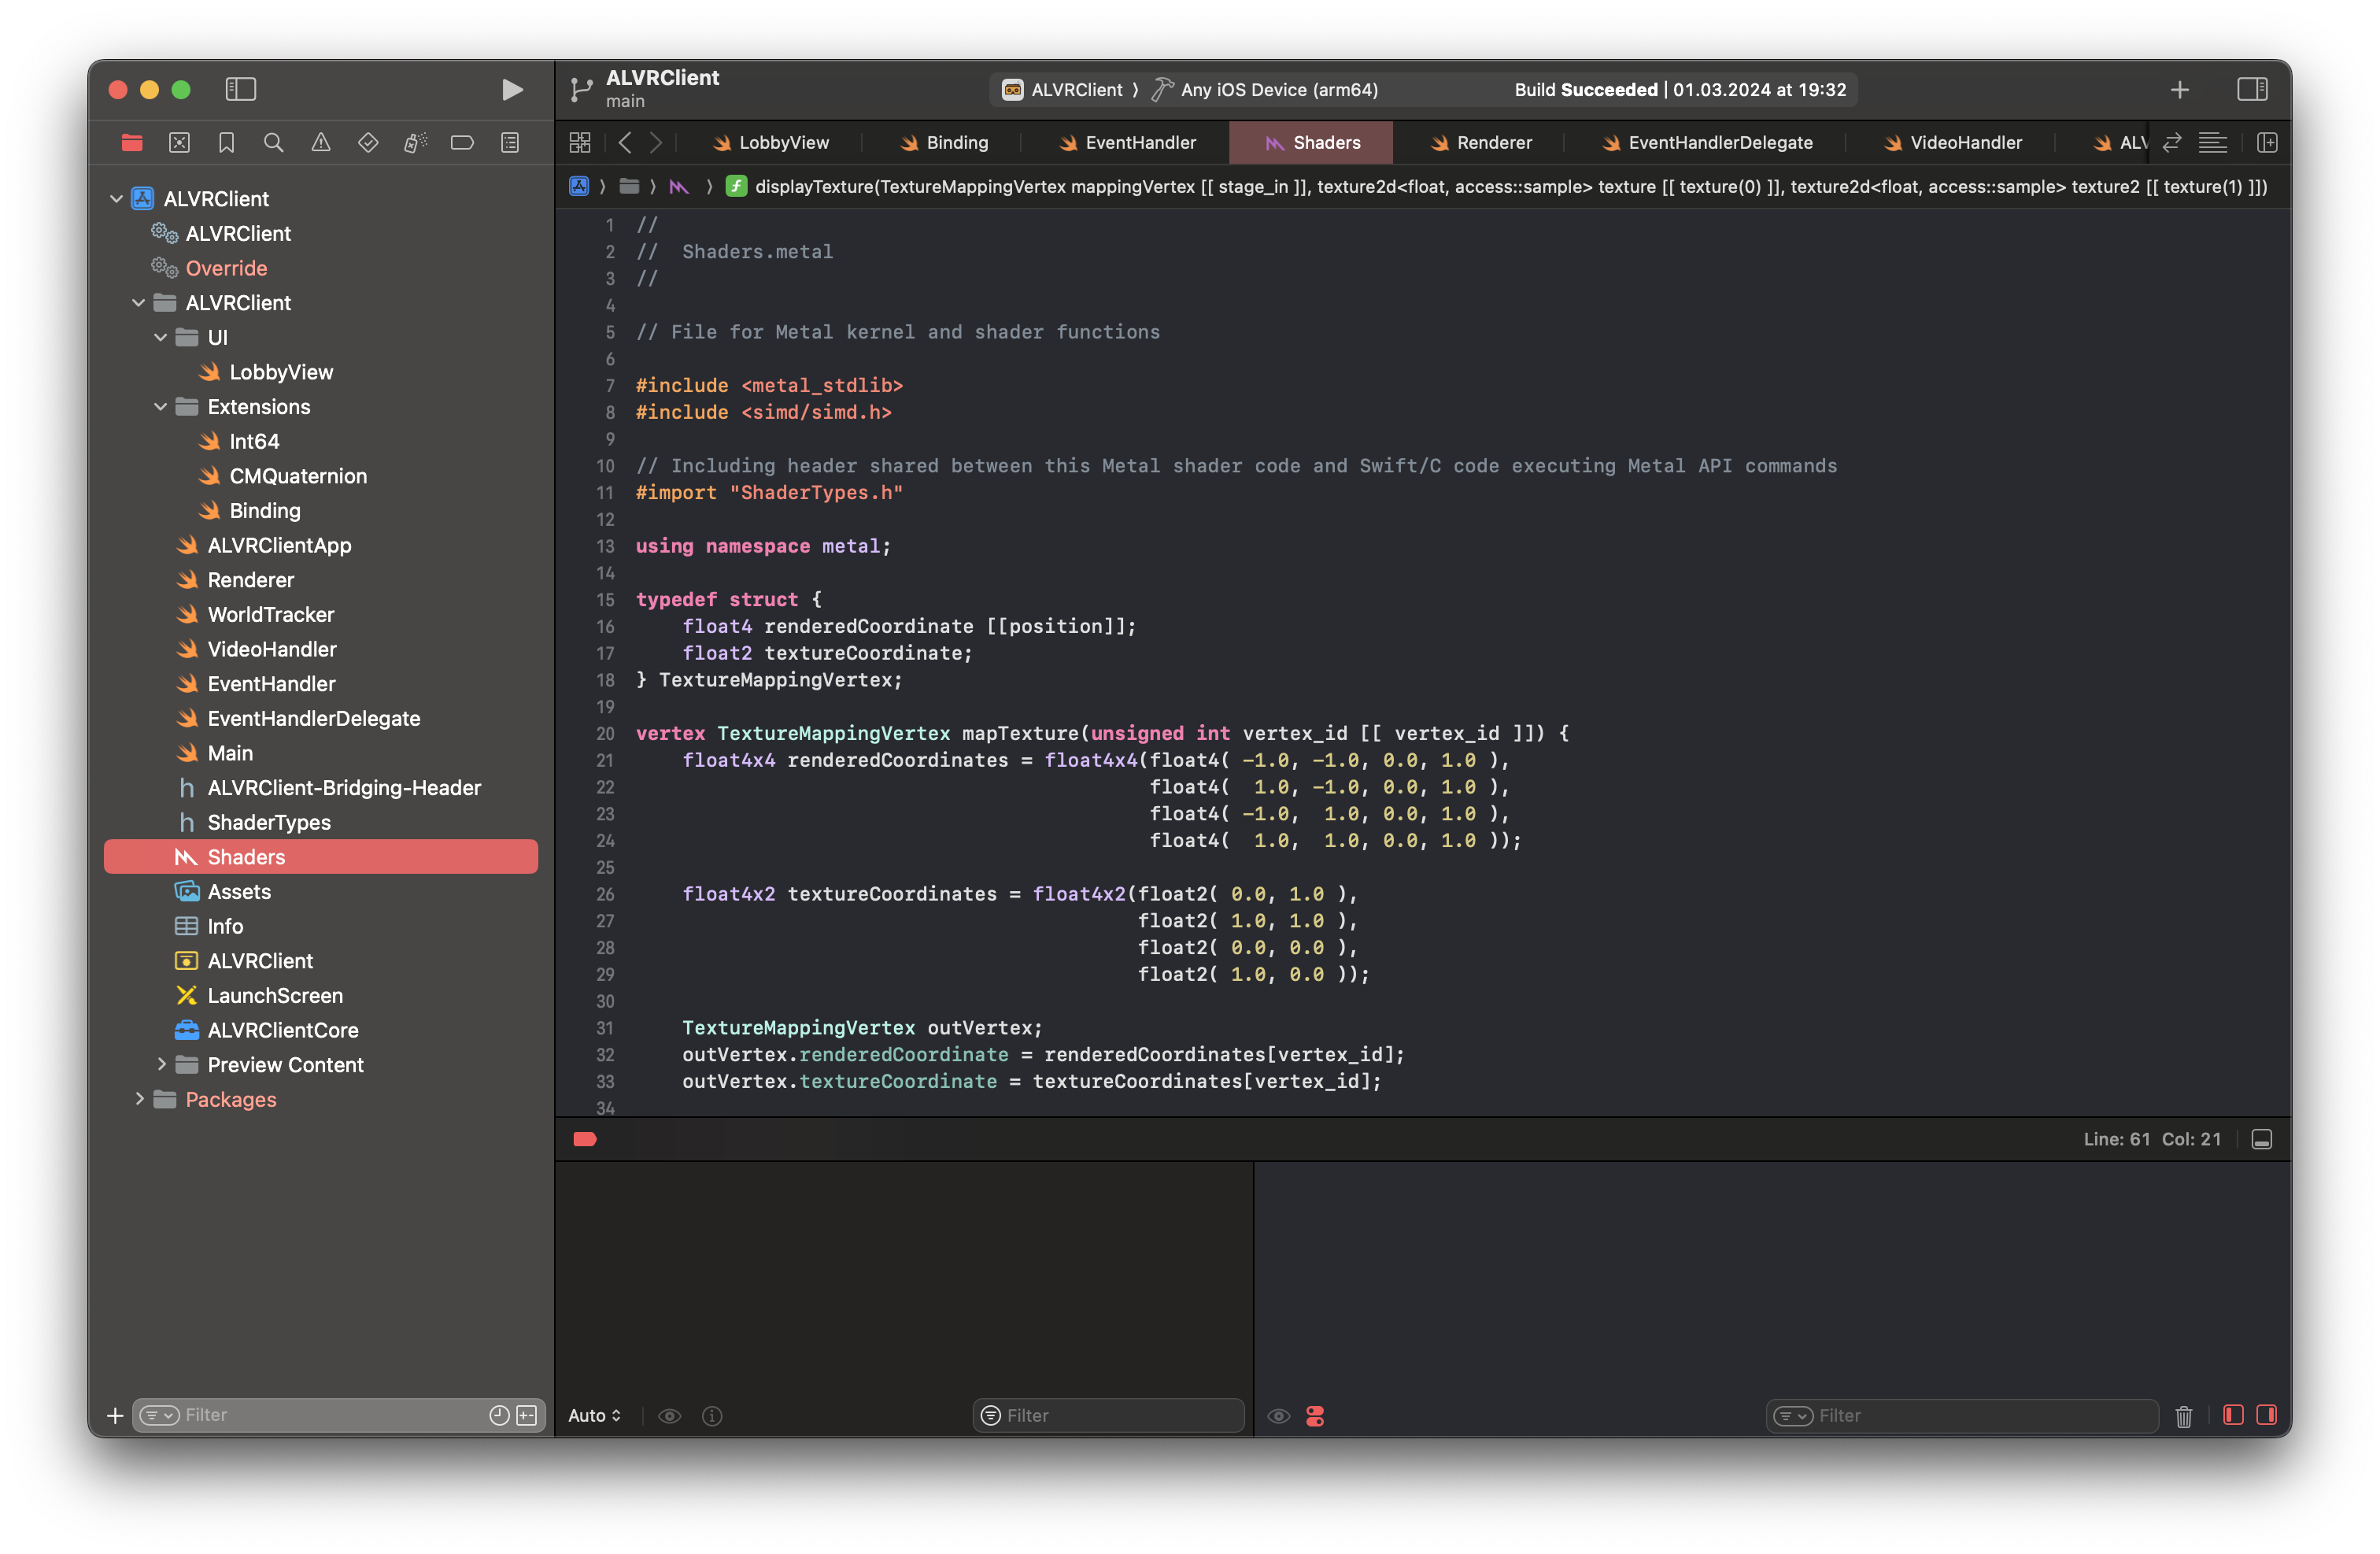 ALVRClient
main
ALVRClient 〉 Any iOS Device (arm64)
Build Succeeded | 01.03.2024 at 19:32
LobbyView
Binding
EventHandler
Shaders
Renderer
EventHandlerDelegate
VideoHandler
ALV
displayTexture(TextureMappingVertex mappingVertex [[ stage_in ]], texture2d<float, access::sample> texture [[ texture(0) ]], texture2d<float, access::sample> texture2 [[ texture(1) ]])
ALVRClient
ALVRClient
Override
ALVRClient
UI
LobbyView
Extensions
Int64
CMQuaternion
Binding
ALVRClientApp
Renderer
WorldTracker
VideoHandler
EventHandler
EventHandlerDelegate
Main
h ALVRClient-Bridging-Header
h ShaderTypes
Shaders
Assets
Info
ALVRClient
LaunchScreen
ALVRClientCore
Preview Content
Packages
Filter
1 //
2 //  Shaders.metal
3 //
4
5 // File for Metal kernel and shader functions
6
7 #include <metal_stdlib>
8 #include <simd/simd.h>
9
10 // Including header shared between this Metal shader code and Swift/C code executing Metal API commands
11 #import "ShaderTypes.h"
12
13 using namespace metal;
14
15 typedef struct {
16     float4 renderedCoordinate [[position]];
17     float2 textureCoordinate;
18 } TextureMappingVertex;
19
20 vertex TextureMappingVertex mapTexture(unsigned int vertex_id [[ vertex_id ]]) {
21     float4x4 renderedCoordinates = float4x4(float4( -1.0, -1.0, 0.0, 1.0 ),
22                                             float4(  1.0, -1.0, 0.0, 1.0 ),
23                                             float4( -1.0,  1.0, 0.0, 1.0 ),
24                                             float4(  1.0,  1.0, 0.0, 1.0 ));
25
26     float4x2 textureCoordinates = float4x2(float2( 0.0, 1.0 ),
27                                            float2( 1.0, 1.0 ),
28                                            float2( 0.0, 0.0 ),
29                                            float2( 1.0, 0.0 ));
30
31     TextureMappingVertex outVertex;
32     outVertex.renderedCoordinate = renderedCoordinates[vertex_id];
33     outVertex.textureCoordinate = textureCoordinates[vertex_id];
34
Line: 61 Col: 21
Auto
Filter
Filter